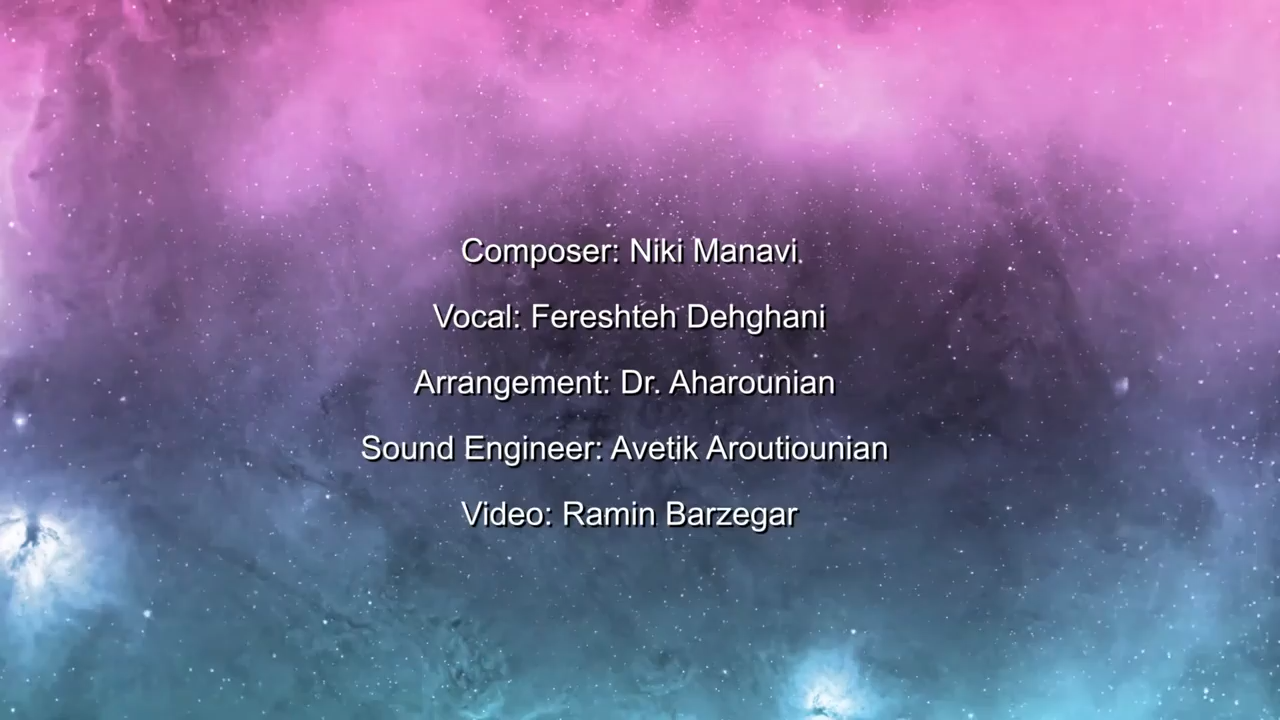 Composer: Niki Manavi
Vocal: Fereshteh Dehghani
Arrangement: Dr. Aharounian
Sound Engineer: Avetik Aroutiounian
Video: Ramin Barzegar